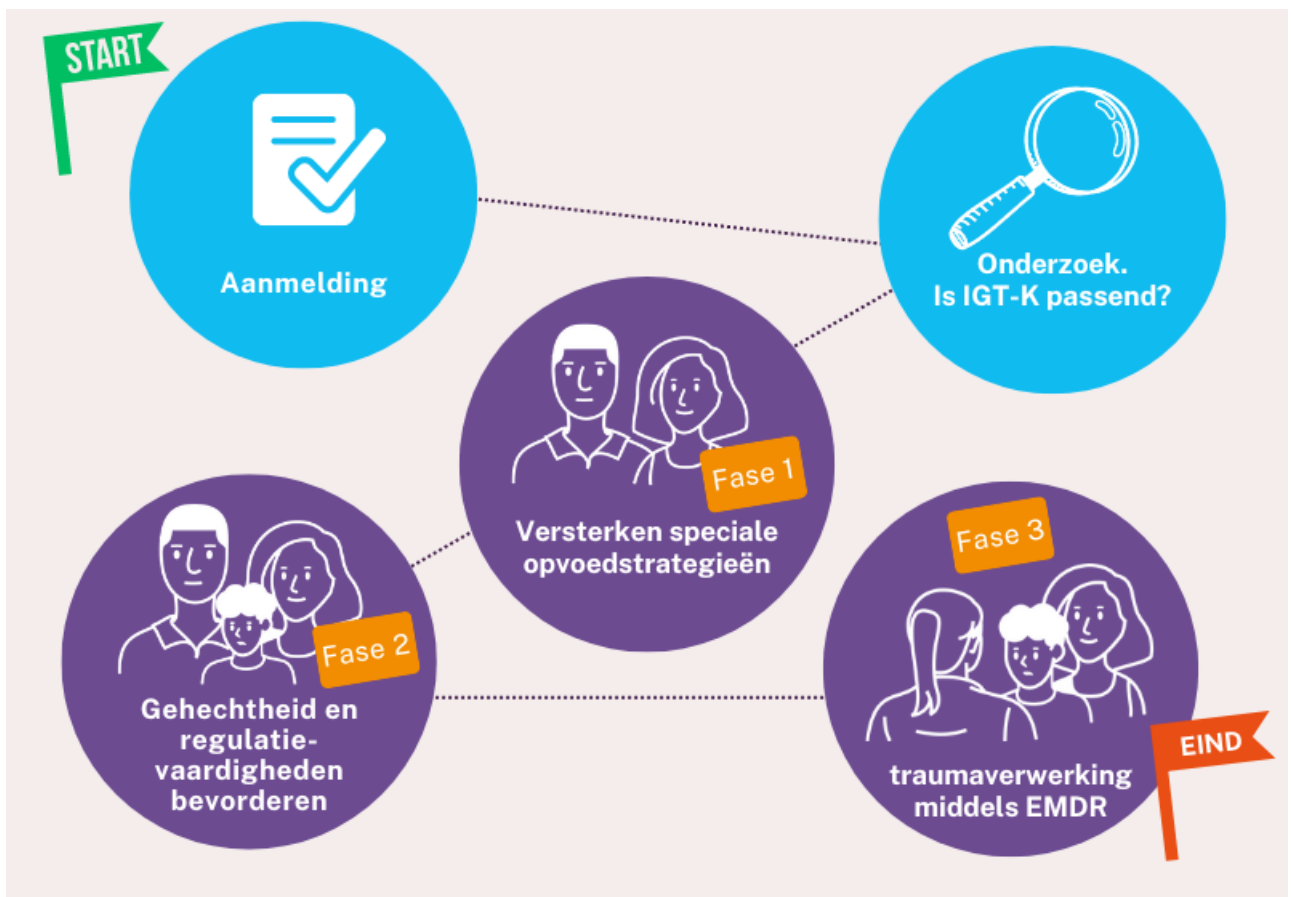 START
Aanmelding
Onderzoek.
Is IGT-K passend?
Fase 1
Versterken speciale
opvoedstrategieën
Fase 2
Gehechtheid en
regulatie-
vaardigheden
bevorderen
Fase 3
traumaverwerking
middels EMDR
EIND